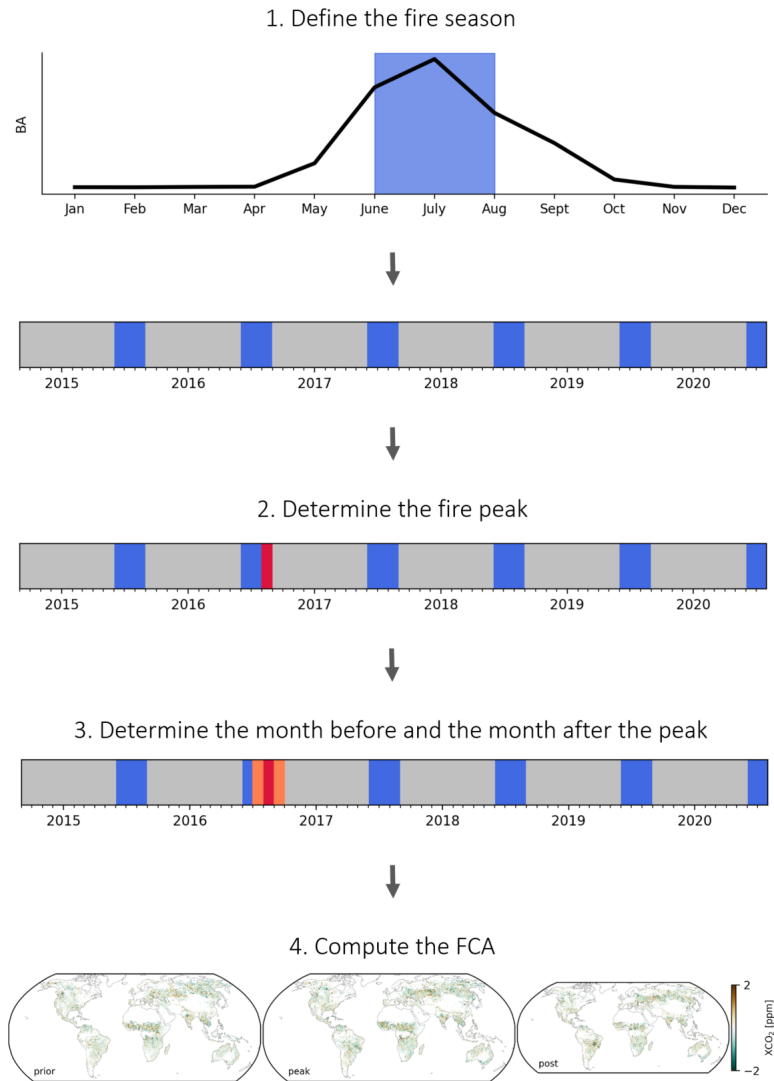 1. Define the fire season
BA
Jan Feb Mar Apr May June July Aug Sept Oct Nov Dec
2015 2016 2017 2018 2019 2020
2. Determine the fire peak
2015 2016 2017 2018 2019 2020
3. Determine the month before and the month after the peak
2015 2016 2017 2018 2019 2020
4. Compute the FCA
prior
peak
post
2
XCO₂ [ppm]
−2